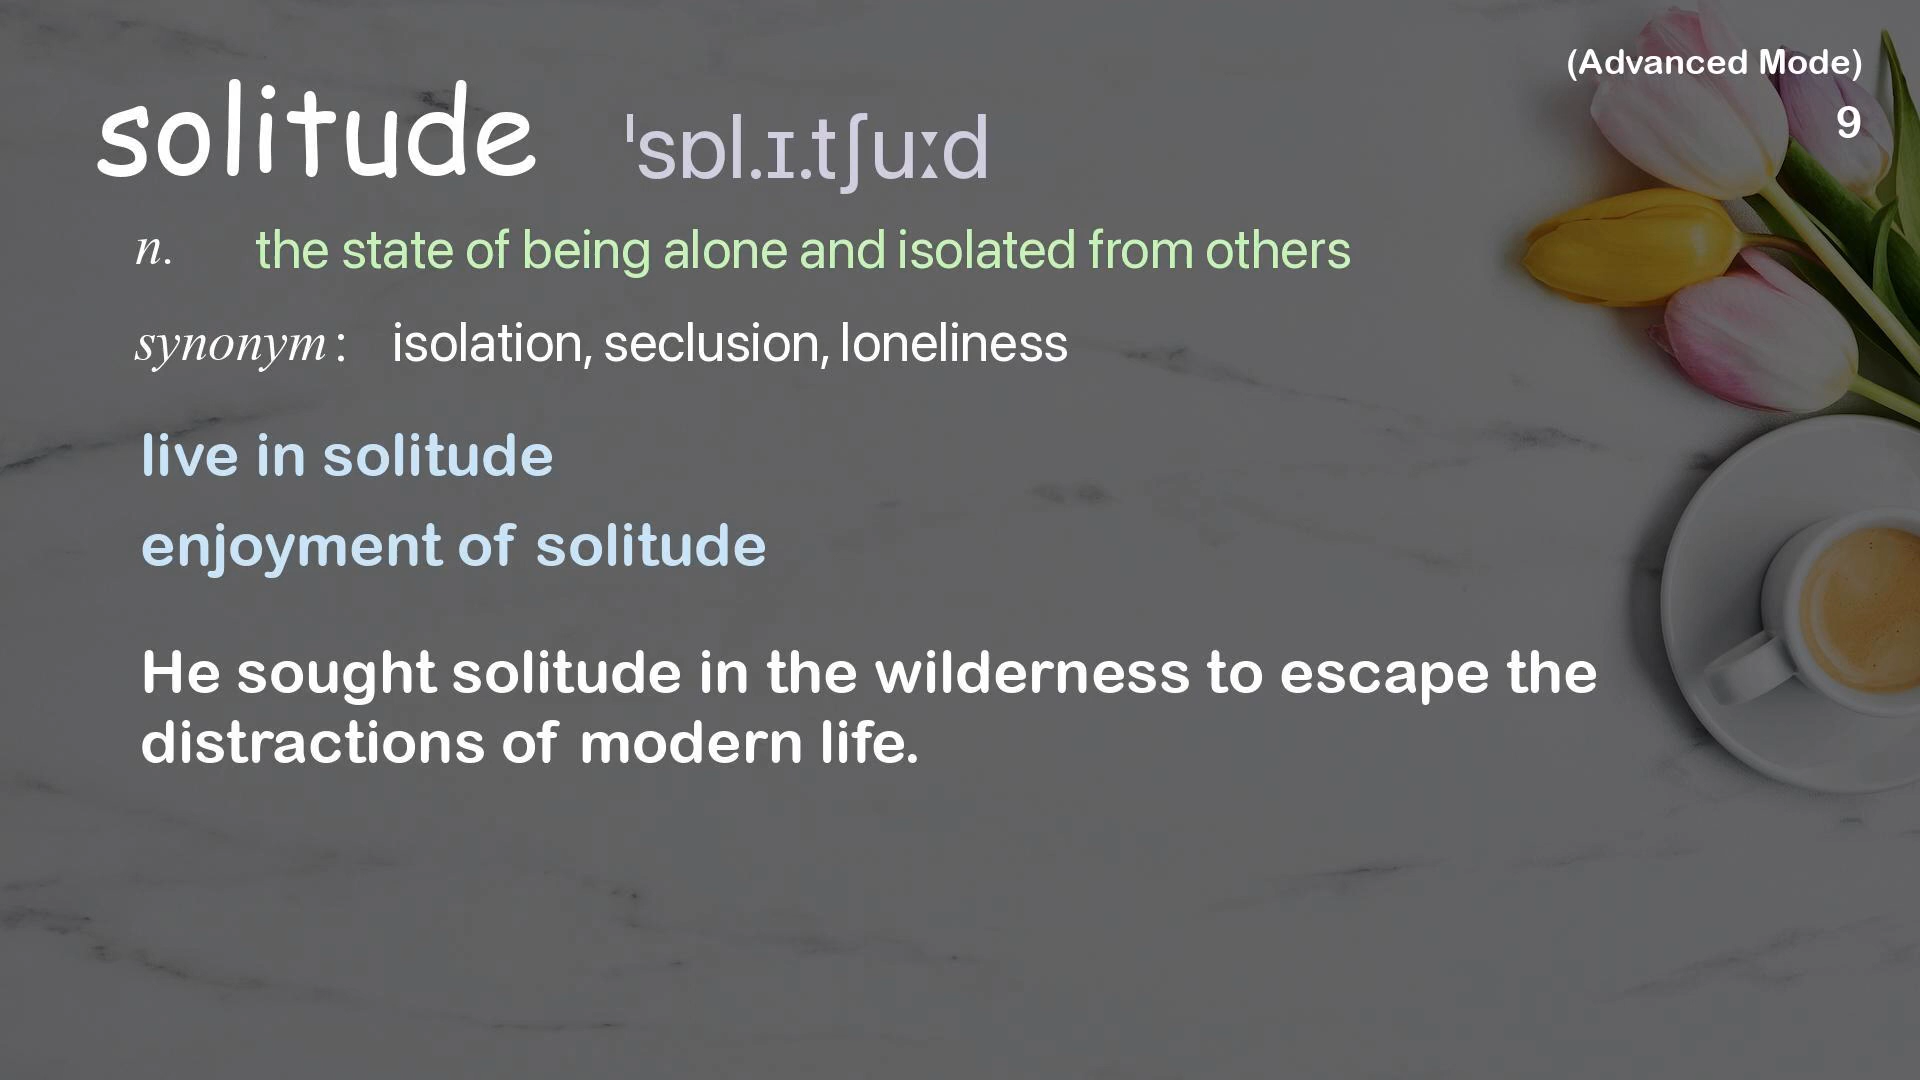 (Advanced Mode)
9
solitude ˈsɒl.ɪ.tʃuːd
n. the state of being alone and isolated from others
synonym : isolation, seclusion, loneliness
live in solitude
enjoyment of solitude
He sought solitude in the wilderness to escape the
distractions of modern life.